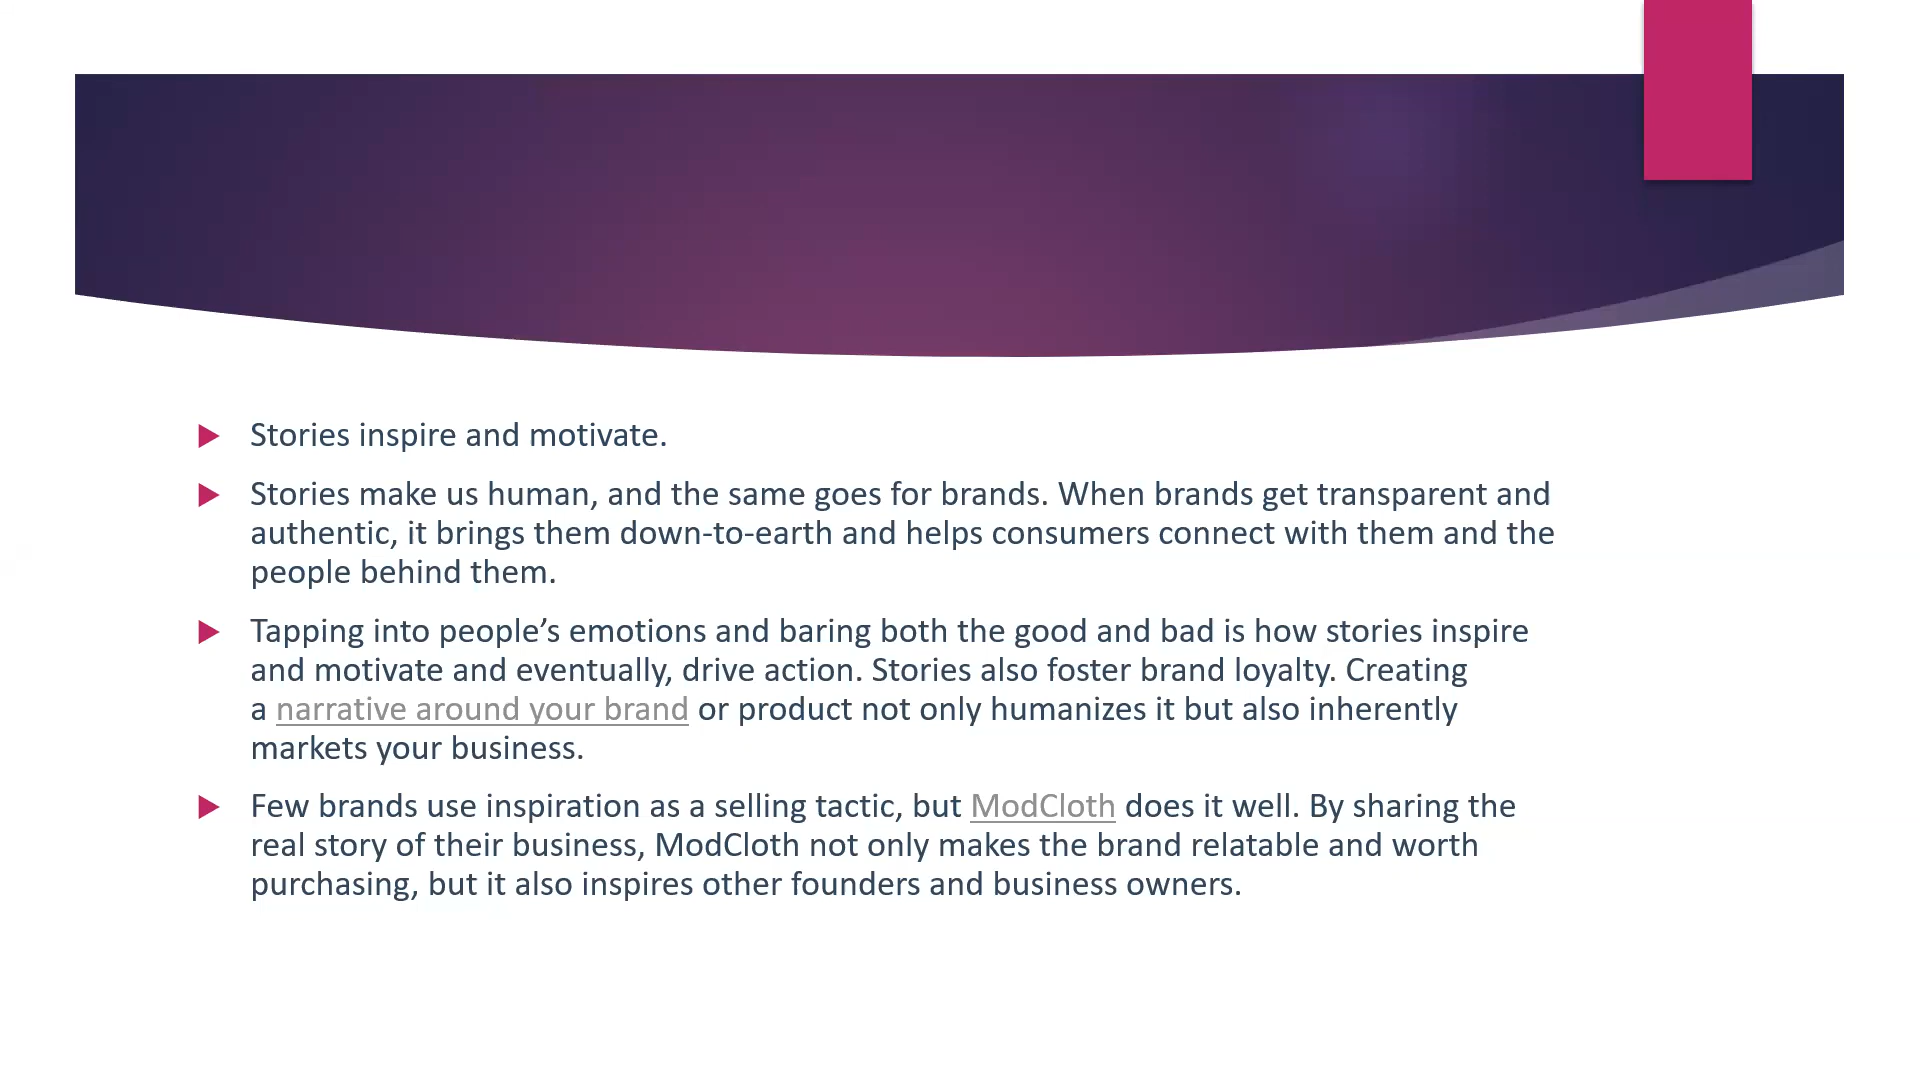 Stories inspire and motivate.
Stories make us human, and the same goes for brands. When brands get transparent and
authentic, it brings them down-to-earth and helps consumers connect with them and the
people behind them.
Tapping into people’s emotions and baring both the good and bad is how stories inspire
and motivate and eventually, drive action. Stories also foster brand loyalty. Creating
a narrative around your brand or product not only humanizes it but also inherently
markets your business.
Few brands use inspiration as a selling tactic, but ModCloth does it well. By sharing the
real story of their business, ModCloth not only makes the brand relatable and worth
purchasing, but it also inspires other founders and business owners.